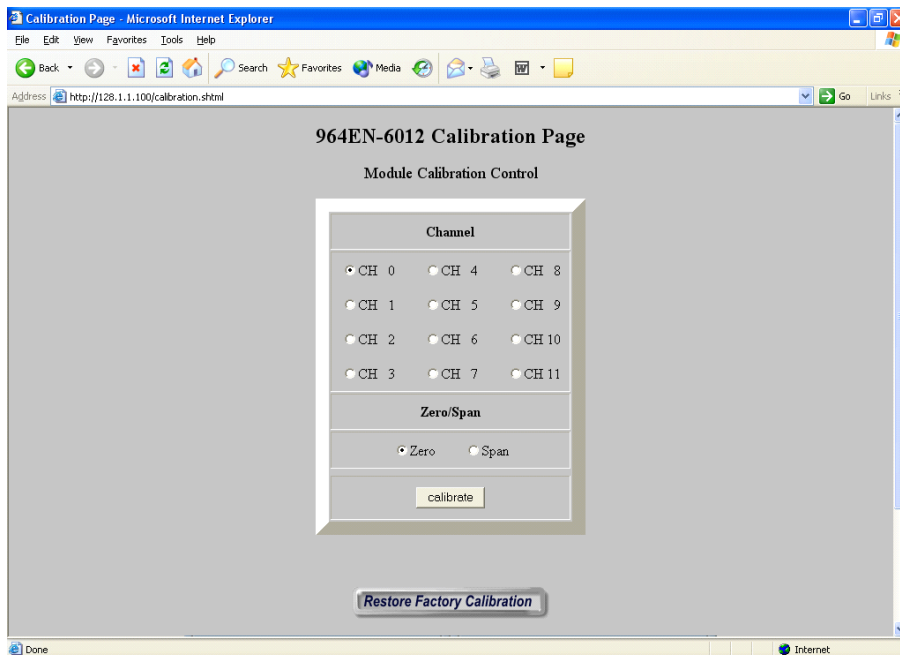 Calibration Page - Microsoft Internet Explorer
File Edit View Favorites Tools Help
Back Search Favorites Media
Address http://128.1.1.100/calibration.shtml Go Links
964EN-6012 Calibration Page
Module Calibration Control
Channel
CH 0 CH 4 CH 8
CH 1 CH 5 CH 9
CH 2 CH 6 CH 10
CH 3 CH 7 CH 11
Zero/Span
Zero Span
calibrate
Restore Factory Calibration
Done Internet